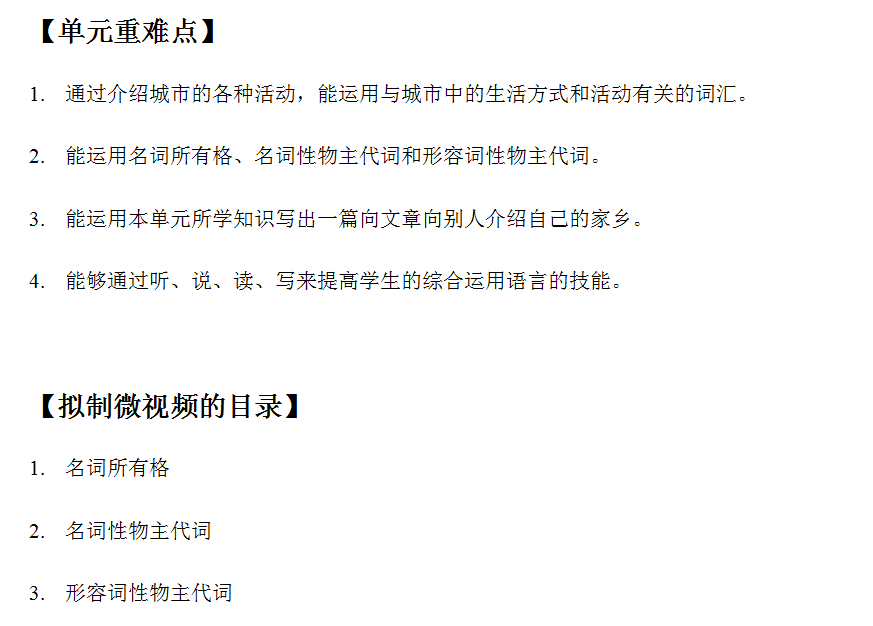 【单元重难点】
1. 通过介绍城市的各种活动，能运用与城市中的生活方式和活动有关的词汇。
2. 能运用名词所有格、名词性物主代词和形容词性物主代词。
3. 能运用本单元所学知识写出一篇向文章向别人介绍自己的家乡。
4. 能够通过听、说、读、写来提高学生的综合运用语言的技能。
【拟制微视频的目录】
1. 名词所有格
2. 名词性物主代词
3. 形容词性物主代词